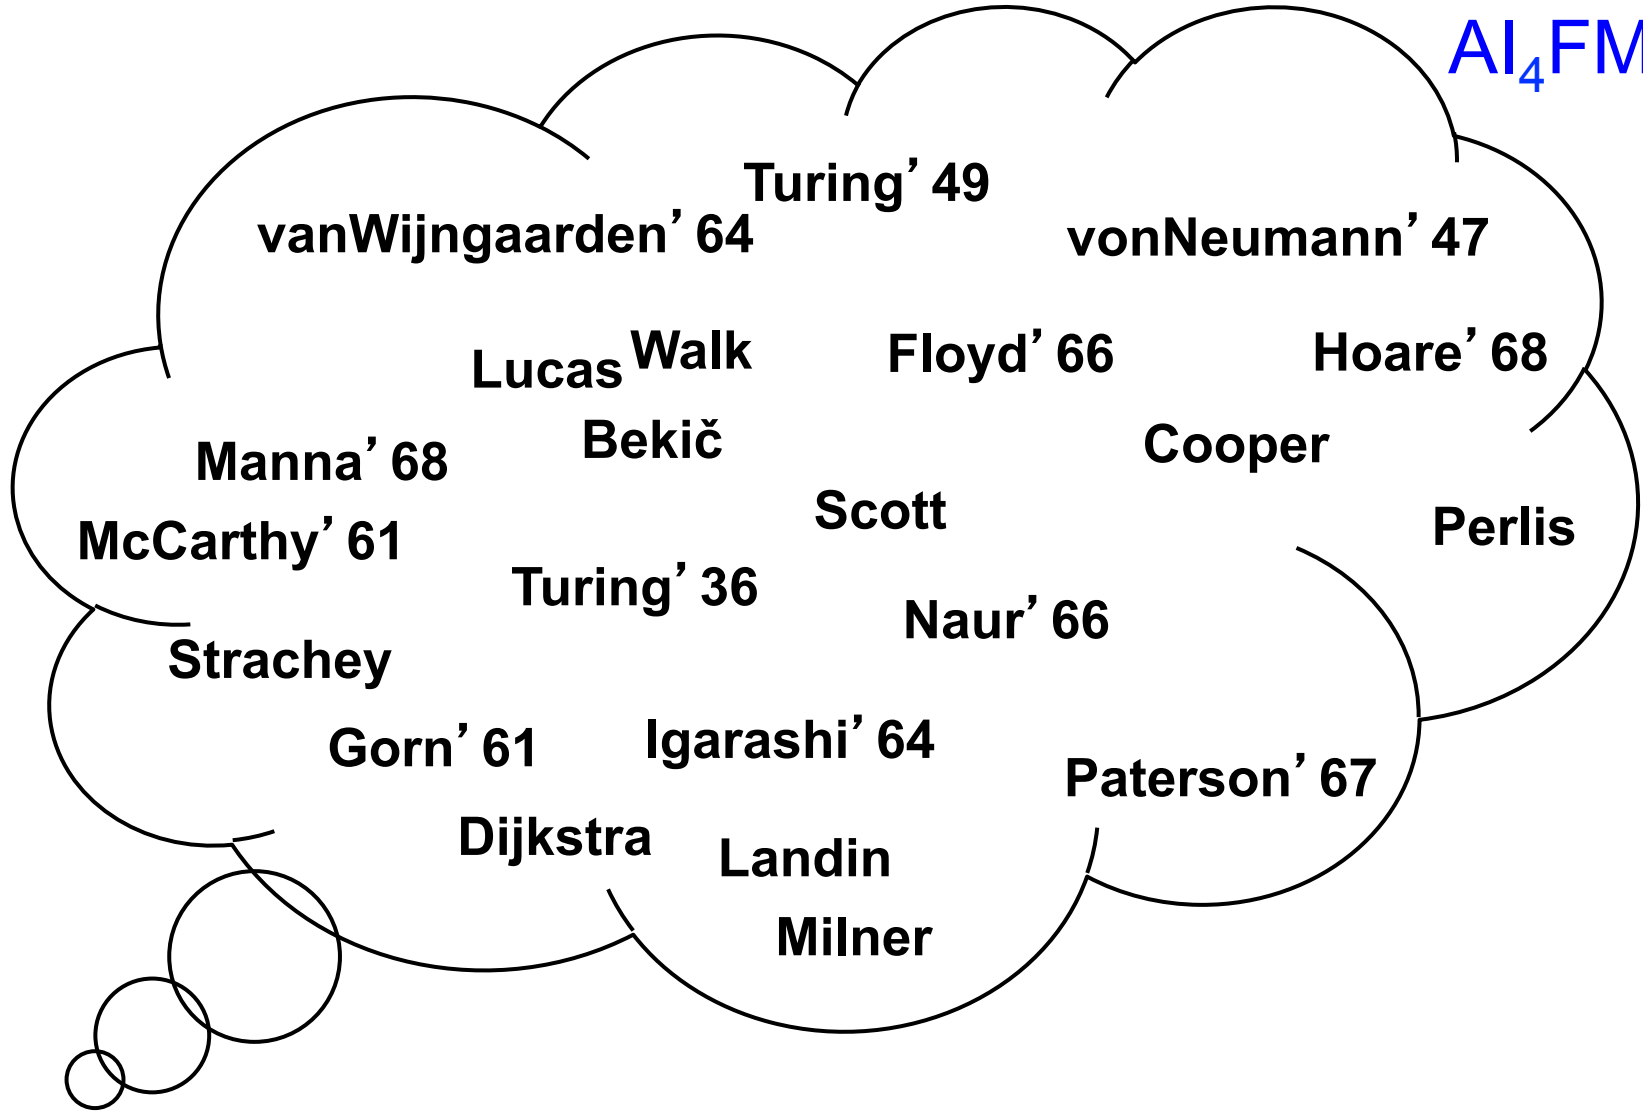 AI₄FM
Turing’ 49
vanWijngaarden’ 64
vonNeumann’ 47
Lucas
Walk
Floyd’ 66
Hoare’ 68
Bekič
Cooper
Manna’ 68
Scott
Perlis
McCarthy’ 61
Turing’ 36
Naur’ 66
Strachey
Gorn’ 61
Igarashi’ 64
Paterson’ 67
Dijkstra
Landin
Milner